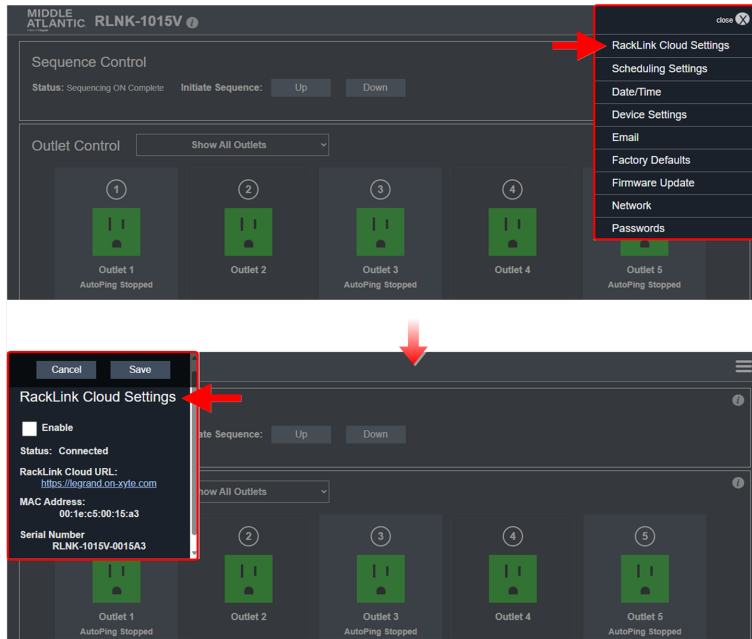 MIDDLE
ATLANTIC RLNK-1015V
close X
RackLink Cloud Settings
Scheduling Settings
Date/Time
Device Settings
Email
Factory Defaults
Firmware Update
Network
Passwords
Sequence Control
Status: Sequencing ON Complete Initiate Sequence: Up Down
Outlet Control Show All Outlets
1 2 3 4
Outlet 1 Outlet 2 Outlet 3 Outlet 4 Outlet 5
AutoPing Stopped AutoPing Stopped AutoPing Stopped
Cancel Save
RackLink Cloud Settings
Enable
Status: Connected
RackLink Cloud URL:
https://legrand.on-xyte.com
MAC Address:
00:1e:c5:00:15:a3
Serial Number
RLNK-1015V-0015A3
ate Sequence: Up Down
how All Outlets
2 3 4 5
Outlet 1 Outlet 2 Outlet 3 Outlet 4 Outlet 5
AutoPing Stopped AutoPing Stopped AutoPing Stopped